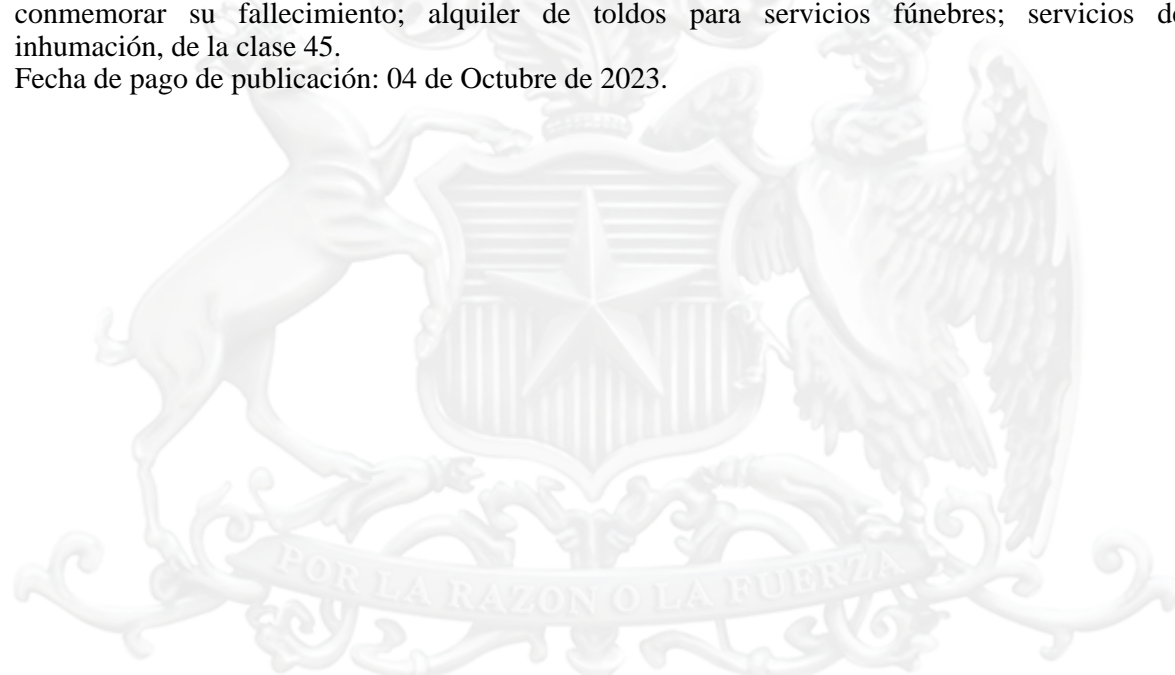 conmemorar su fallecimiento; alquiler de toldos para servicios fúnebres; servicios de
inhumación, de la clase 45.
Fecha de pago de publicación: 04 de Octubre de 2023.
POR LA RAZON O LA FUERZA